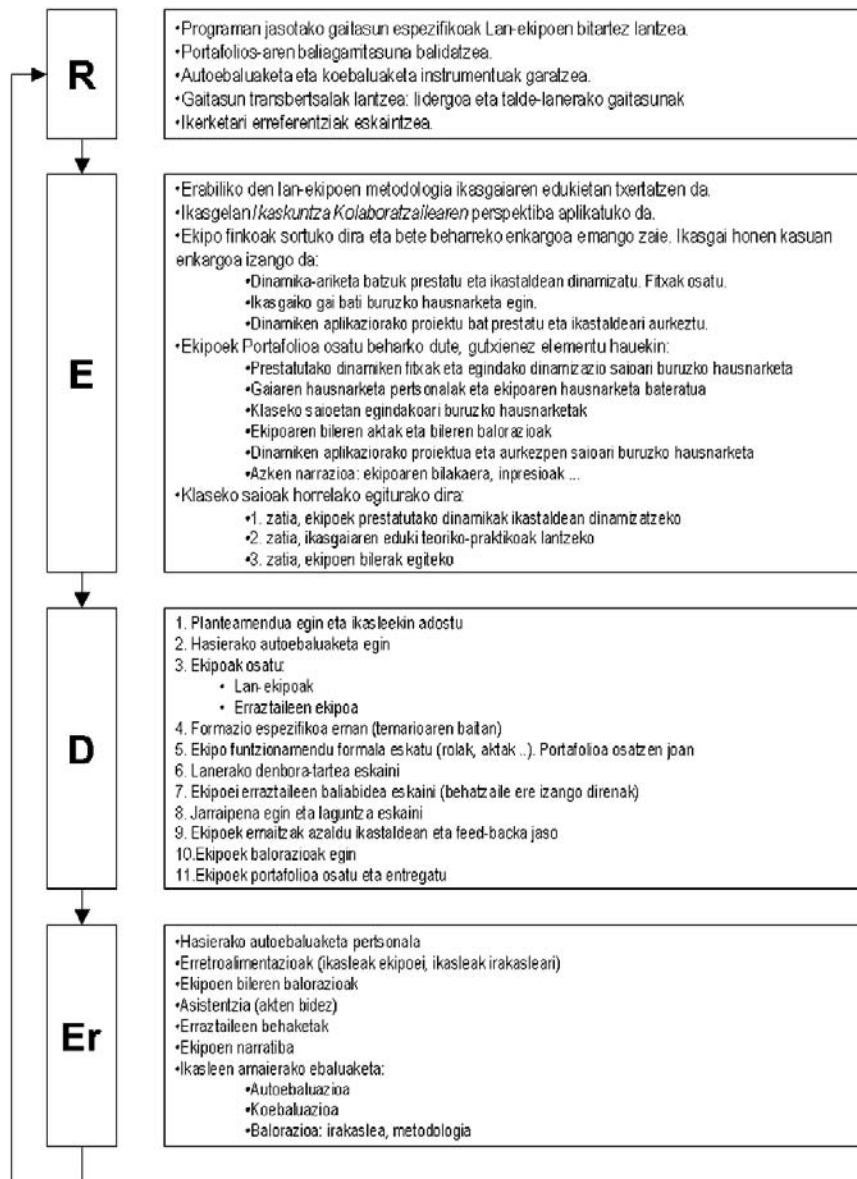 R
•Programan jasotako gaitasun espezifikoak Lan-ekipoen bitartez lantzea.
•Portafolios-aren baliagarritasuna balidatzea.
•Autoebaluaketa eta koebaluaketa instrumentuak garatzea.
•Gaitasun transbertsalak lantzea: lidergoa eta talde-lanerako gaitasunak
•Ikerketari erreferentziak eskaintzea.
E
•Erabiliko den lan-ekipoen metodologia ikasgaiaren edukietan txertatzen da.
•Ikasgelan Ikaskuntza Kolaboratzailearen perspektiba aplikatuko da.
•Ekipo finkoak sortuko dira eta bete beharreko enkargoa emango zaie. Ikasgai honen kasuan
enkargoa izango da:
•Dinamika-ariketa batzuk prestatu eta ikastaldean dinamizatu. Fitxak osatu.
•Ikasgaiko gai bati buruzko hausnarketa egin.
•Dinamiken aplikaziorako proiektu bat prestatu eta ikastaldeari aurkeztu.
•Ekipoek Portafolioa osatu beharko dute, gutxienez elementu hauekin:
•Prestatutako dinamiken fitxak eta egindako dinamizazio saioari buruzko hausnarketa
•Gaiaren hausnarketa pertsonalak eta ekipoaren hausnarketa bateratua
•Klaseko saioetan egindakoari buruzko hausnarketak
•Ekipoaren bileren aktak eta bileren balorazioak
•Dinamiken aplikaziorako proiektua eta aurkezpen saioari buruzko hausnarketa
•Azken narrazioa: ekipoaren bilakaera, inpresioak ...
•Klaseko saioak horrelako egiturako dira:
•1. zatia, ekipoek prestatutako dinamikak ikastaldean dinamizatzeko
•2. zatia, ikasgaiaren eduki teoriko-praktikoak lantzeko
•3. zatia, ekipoen bilerak egiteko
D
1. Planteamendua egin eta ikasleekin adostu
2. Hasierako autoebaluaketa egin
3. Ekipoak osatu:
• Lan-ekipoak
• Erraztaileen ekipoa
4. Formazio espezifikoa eman (temarioaren baitan)
5. Ekipo funtzionamendu formala eskatu (rolak, aktak ..). Portafolioa osatzen joan
6. Lanerako denbora-tartea eskaini
7. Ekipoei erraztaileen baliabidea eskaini (behatzaile ere izango direnak)
8. Jarraipena egin eta laguntza eskaini
9. Ekipoek emaitzak azaldu ikastaldean eta feed-backa jaso
10.Ekipoek balorazioak egin
11.Ekipoek portafolioa osatu eta entregatu
Er
•Hasierako autoebaluaketa pertsonala
•Erretroalimentazioak (ikasleak ekipoei, ikasleak irakasleari)
•Ekipoen bileren balorazioak
•Asistentzia (akten bidez)
•Erraztaileen behaketak
•Ekipoen narratiba
•Ikasleen amaierako ebaluaketa:
•Autoebaluazioa
•Koebaluazioa
•Balorazioa: irakaslea, metodologia